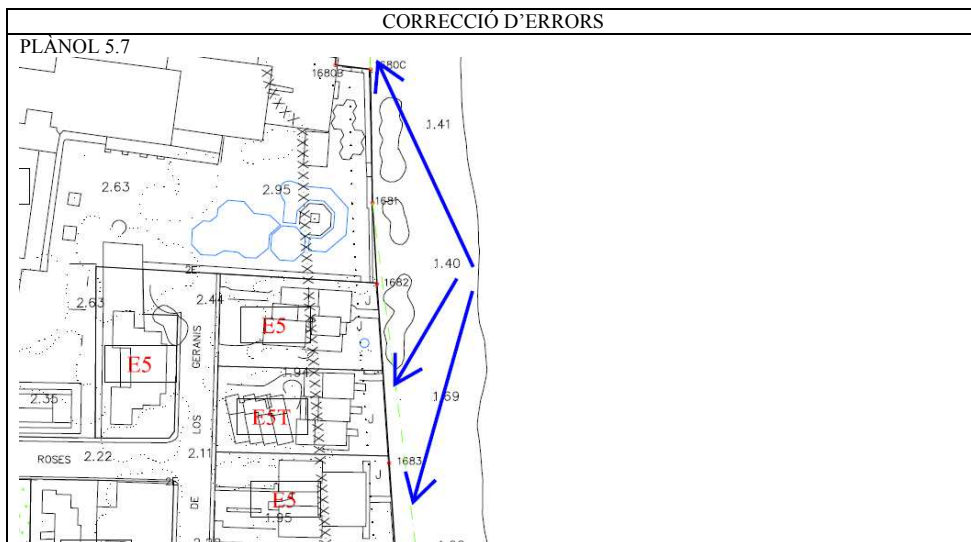 CORRECCIÓ D'ERRORS
PLÀNOL 5.7
1680B
1680C
1.41
2.63
2.95
1681
2E
1.40
1682
2.63
2.44
J
E5
J
GERANIS
E5
1.94
2.35
1.59
E5T
J
LOS
ROSES
2.22
2.11
1683
J
2E
E5
DE
1.95